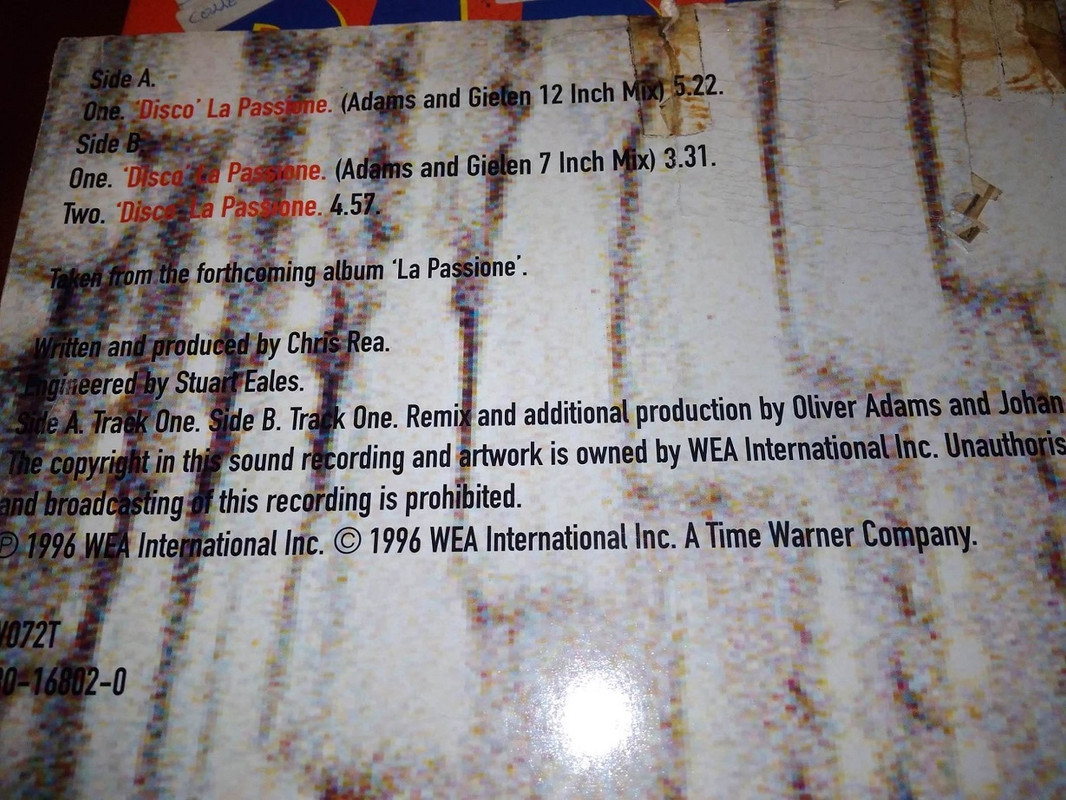 Side A.
One. 'Disco' La Passione. (Adams and Gielen 12 Inch Mix) 5.22.
Side B.
One. 'Disco' La Passione. (Adams and Gielen 7 Inch Mix) 3.31.
Two. 'Disco' La Passione. 4.57.
Taken from the forthcoming album 'La Passione'.
Written and produced by Chris Rea.
Engineered by Stuart Eales.
Side A. Track One. Side B. Track One. Remix and additional production by Oliver Adams and Johan
The copyright in this sound recording and artwork is owned by WEA International Inc. Unauthoris
and broadcasting of this recording is prohibited.
℗ 1996 WEA International Inc. © 1996 WEA International Inc. A Time Warner Company.
V072T
0-16802-0